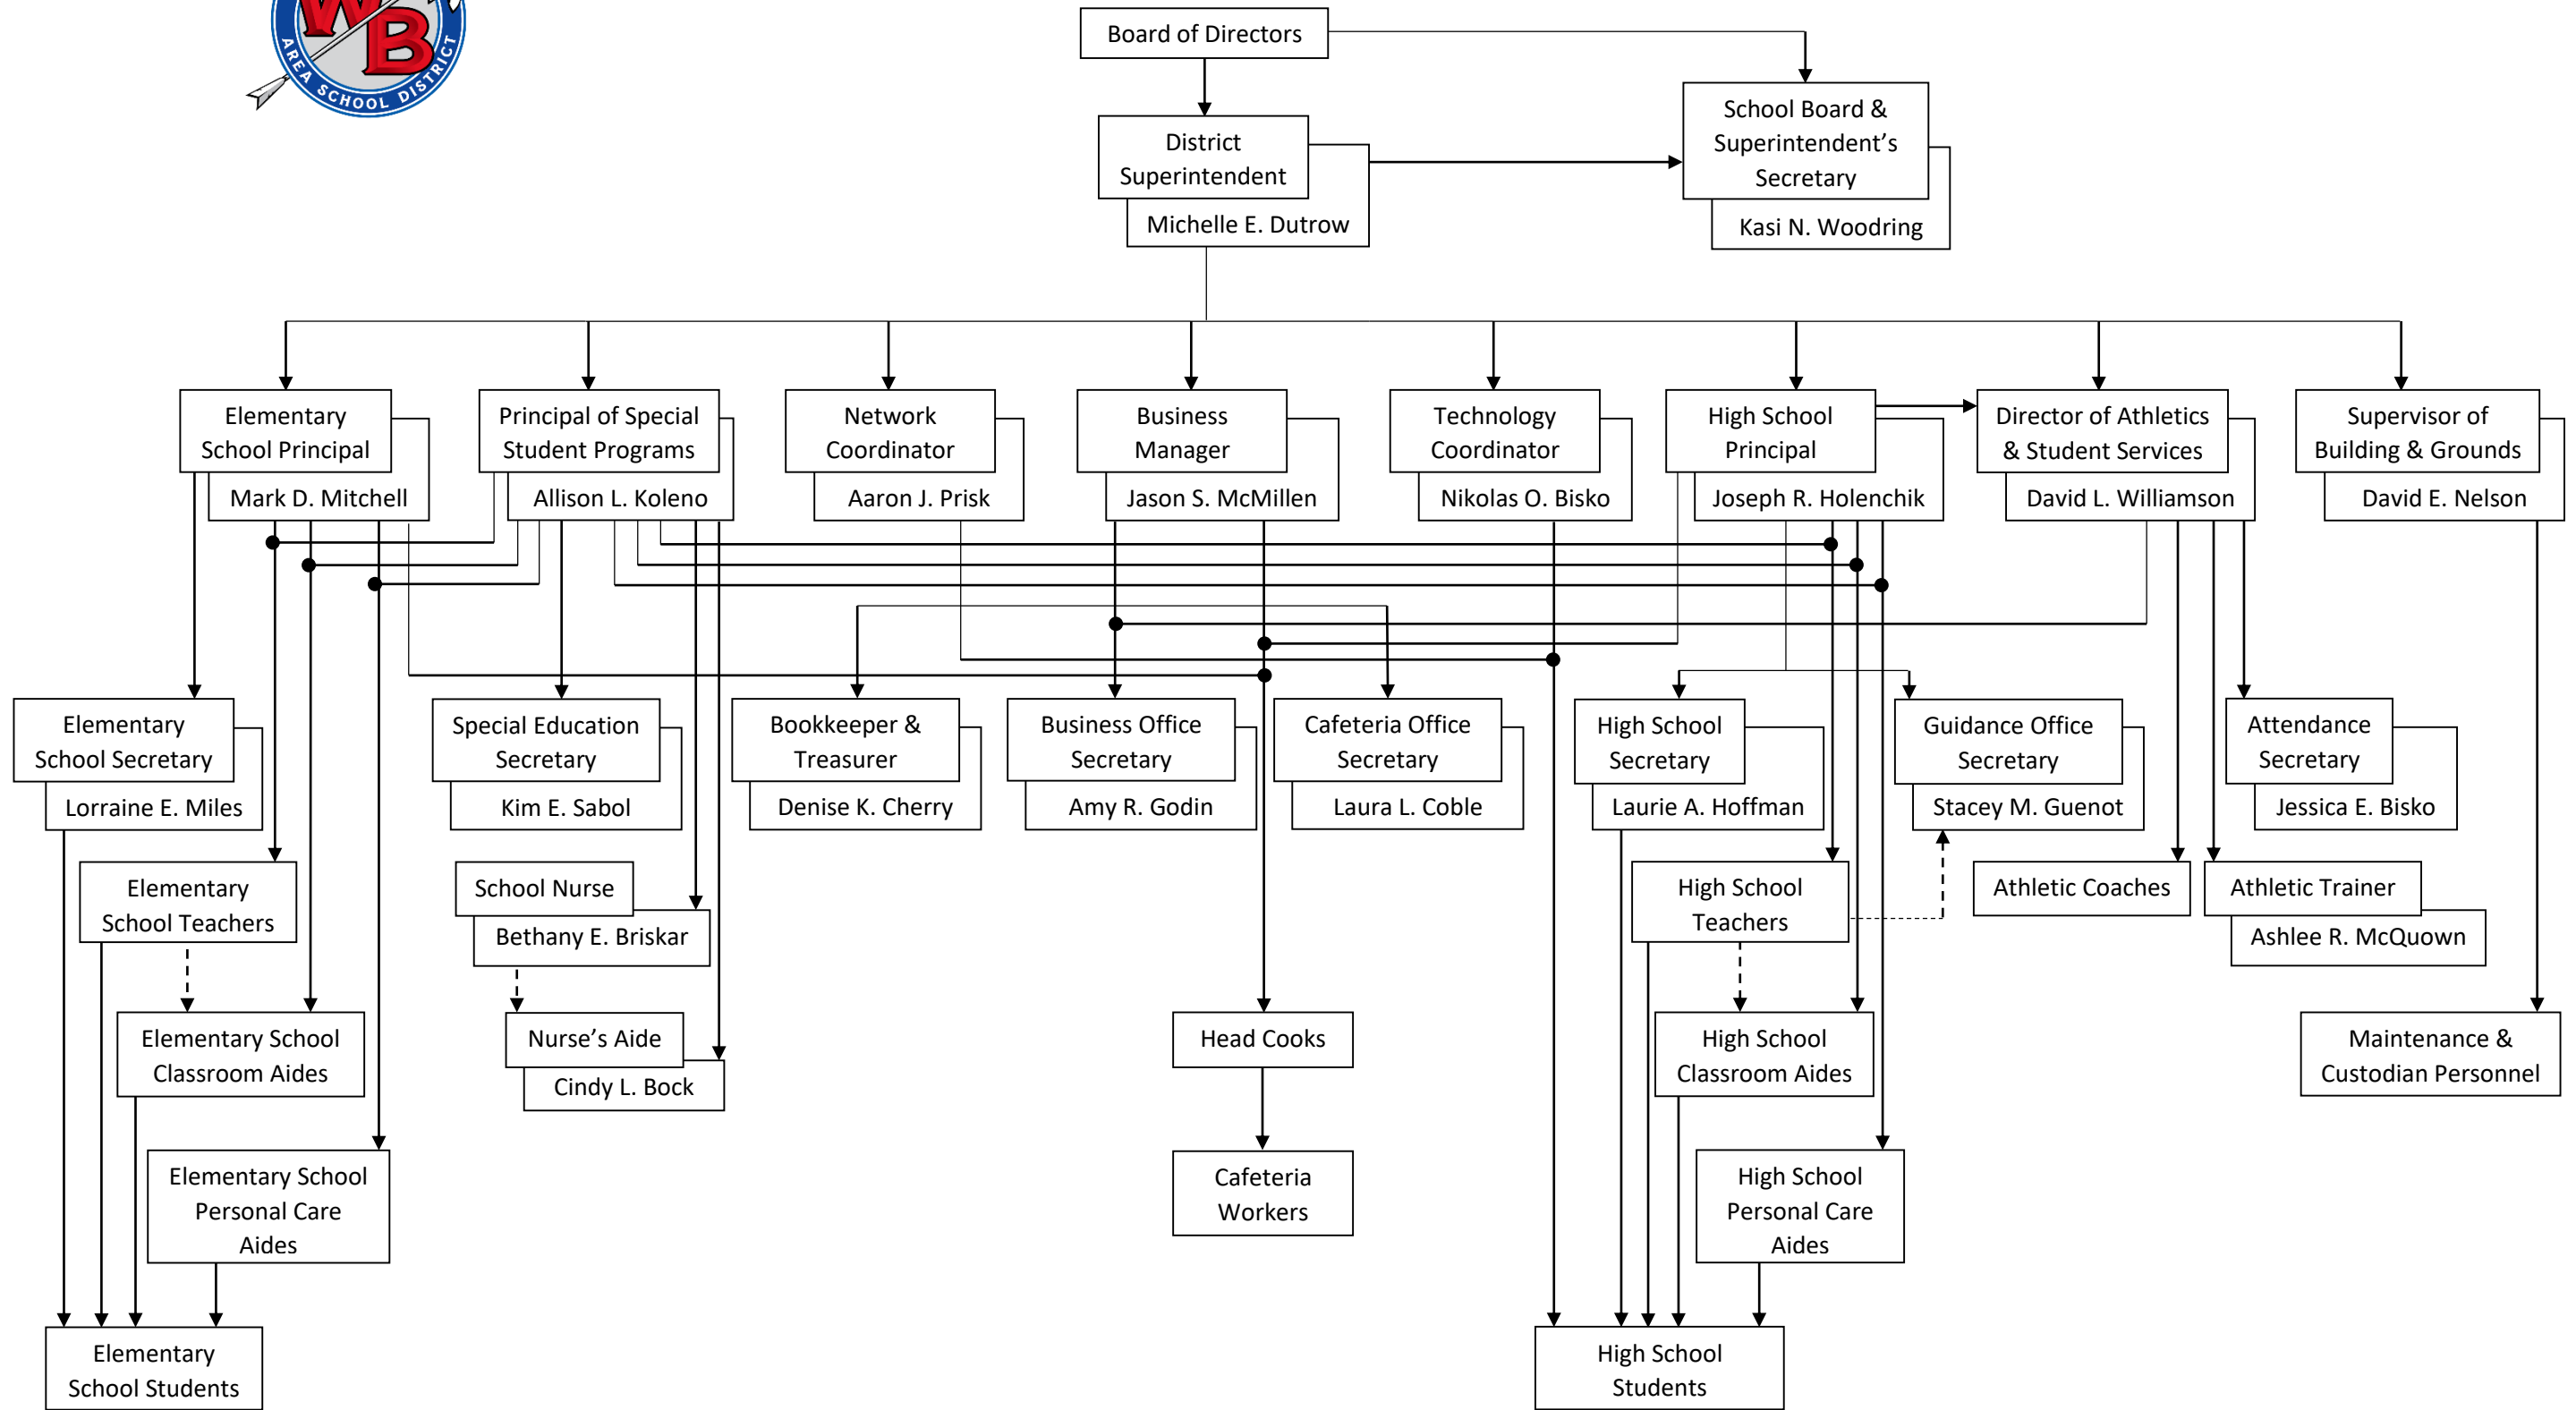 WB
AREA SCHOOL DISTRICT
Board of Directors
School Board &
Superintendent’s
Secretary
Kasi N. Woodring
District
Superintendent
Michelle E. Dutrow
Elementary
School Principal
Mark D. Mitchell
Principal of Special
Student Programs
Allison L. Koleno
Network
Coordinator
Aaron J. Prisk
Business
Manager
Jason S. McMillen
Technology
Coordinator
Nikolas O. Bisko
High School
Principal
Joseph R. Holenchik
Director of Athletics
& Student Services
David L. Williamson
Supervisor of
Building & Grounds
David E. Nelson
Elementary
School Secretary
Lorraine E. Miles
Special Education
Secretary
Kim E. Sabol
Bookkeeper &
Treasurer
Denise K. Cherry
Business Office
Secretary
Amy R. Godin
Cafeteria Office
Secretary
Laura L. Coble
High School
Secretary
Laurie A. Hoffman
Guidance Office
Secretary
Stacey M. Guenot
Attendance
Secretary
Jessica E. Bisko
Elementary
School Teachers
School Nurse
Bethany E. Briskar
High School
Teachers
Athletic Coaches
Athletic Trainer
Ashlee R. McQuown
Elementary School
Classroom Aides
Nurse’s Aide
Cindy L. Bock
Head Cooks
High School
Classroom Aides
Maintenance &
Custodian Personnel
Elementary School
Personal Care
Aides
Cafeteria
Workers
High School
Personal Care
Aides
Elementary
School Students
High School
Students